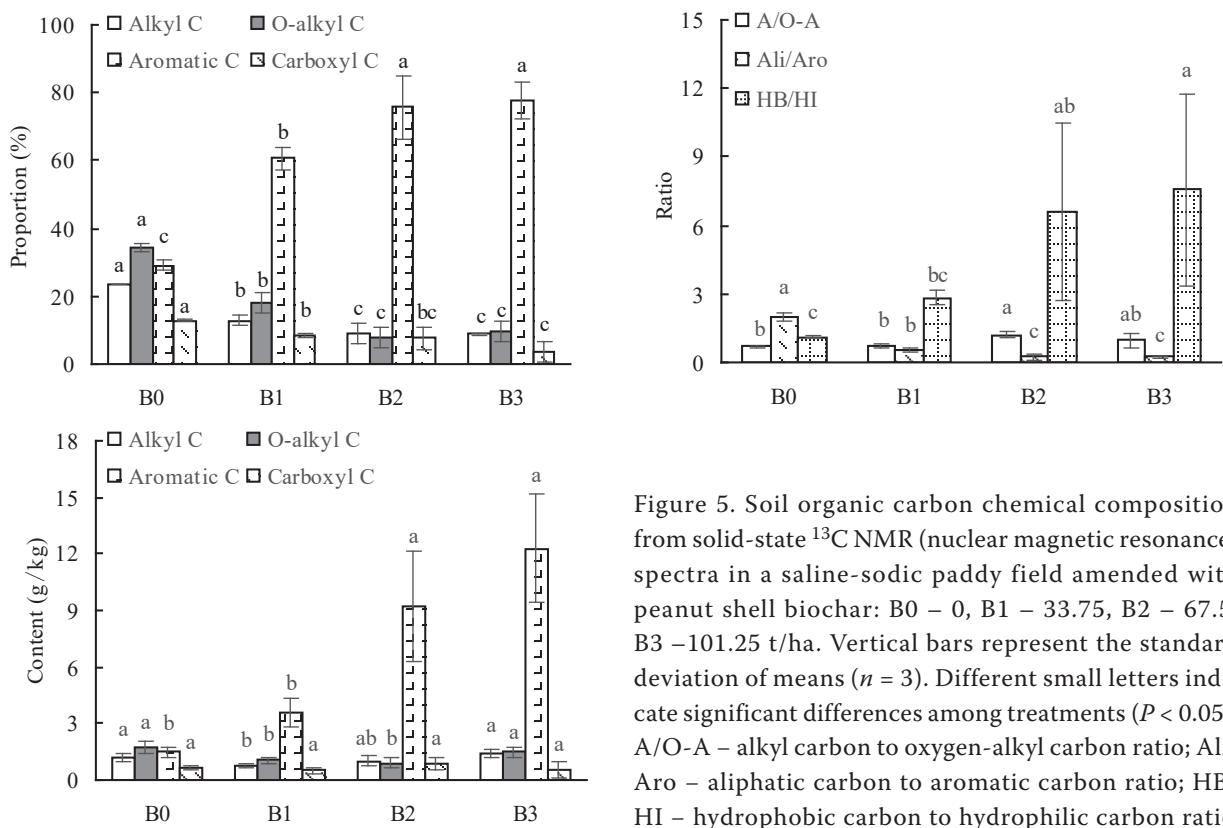 100
Alkyl C
O-alkyl C
Aromatic C
Carboxyl C
80
60
40
20
0
Proportion (%)
a a c a
b b b b
c c a bc
c c a c
B0 B1 B2 B3
15
A/O-A
Ali/Aro
HB/HI
12
9
6
3
0
Ratio
b a c
b b bc
a c ab
ab c a
B0 B1 B2 B3
18
Alkyl C
O-alkyl C
Aromatic C
Carboxyl C
15
12
9
6
3
0
Content (g/kg)
a a b a
b b b a
ab b a a
a a a a
B0 B1 B2 B3
Figure 5. Soil organic carbon chemical composition
from solid-state 13C NMR (nuclear magnetic resonance
spectra in a saline-sodic paddy field amended wit
peanut shell biochar: B0 – 0, B1 – 33.75, B2 – 67.5
B3 –101.25 t/ha. Vertical bars represent the standar
deviation of means (n = 3). Different small letters indi
cate significant differences among treatments (P < 0.05
A/O-A – alkyl carbon to oxygen-alkyl carbon ratio; Ali
Aro – aliphatic carbon to aromatic carbon ratio; HB
HI – hydrophobic carbon to hydrophilic carbon ratio